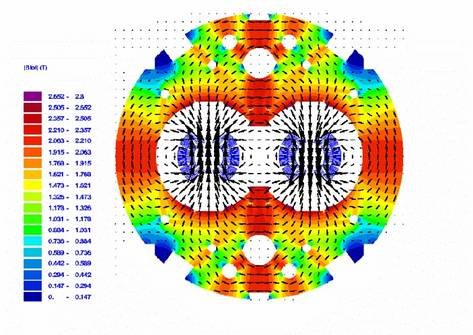 |Btot| (T)
2.652 - 2.8
2.505 - 2.652
2.357 - 2.505
2.210 - 2.357
2.063 - 2.210
1.915 - 2.063
1.768 - 1.915
1.621 - 1.768
1.473 - 1.621
1.326 - 1.473
1.178 - 1.326
1.031 - 1.178
0.884 - 1.031
0.736 - 0.884
0.589 - 0.736
0.442 - 0.589
0.294 - 0.442
0.147 - 0.294
0. - 0.147